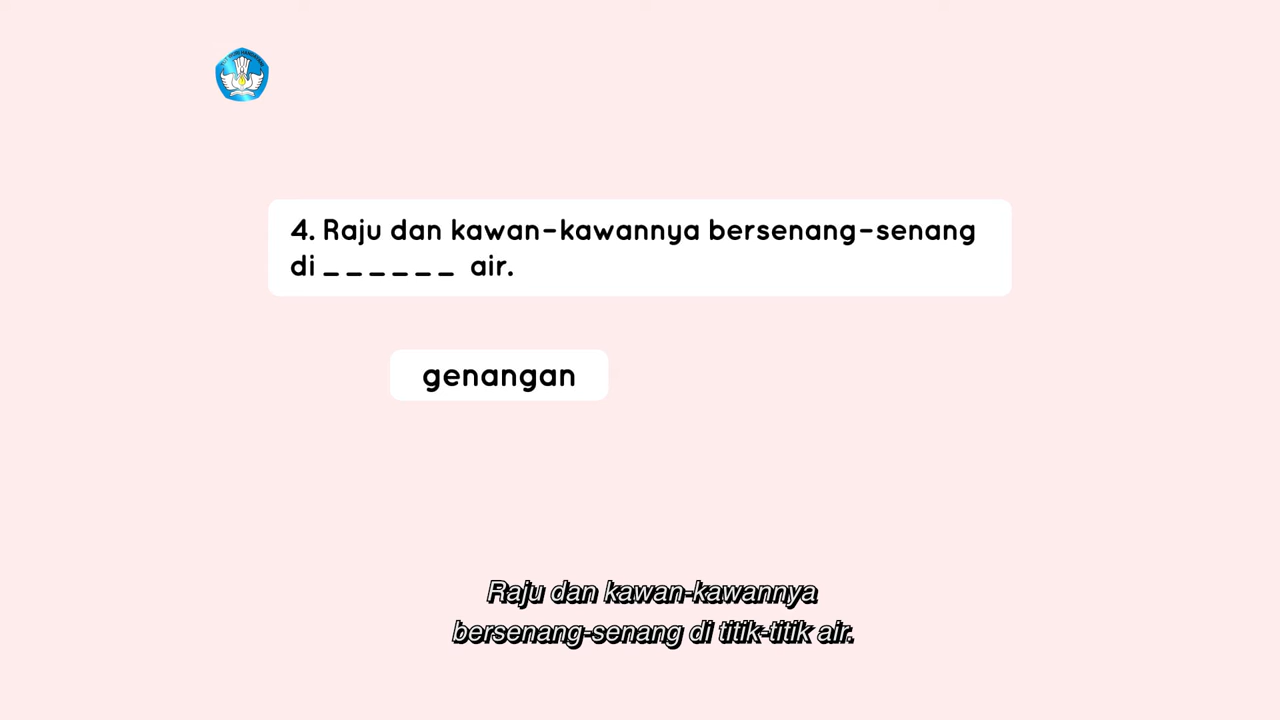 4. Raju dan kawan-kawannya bersenang-senang
di _ _ _ _ _ _ air.
genangan
Raju dan kawan-kawannya
bersenang-senang di titik-titik air.